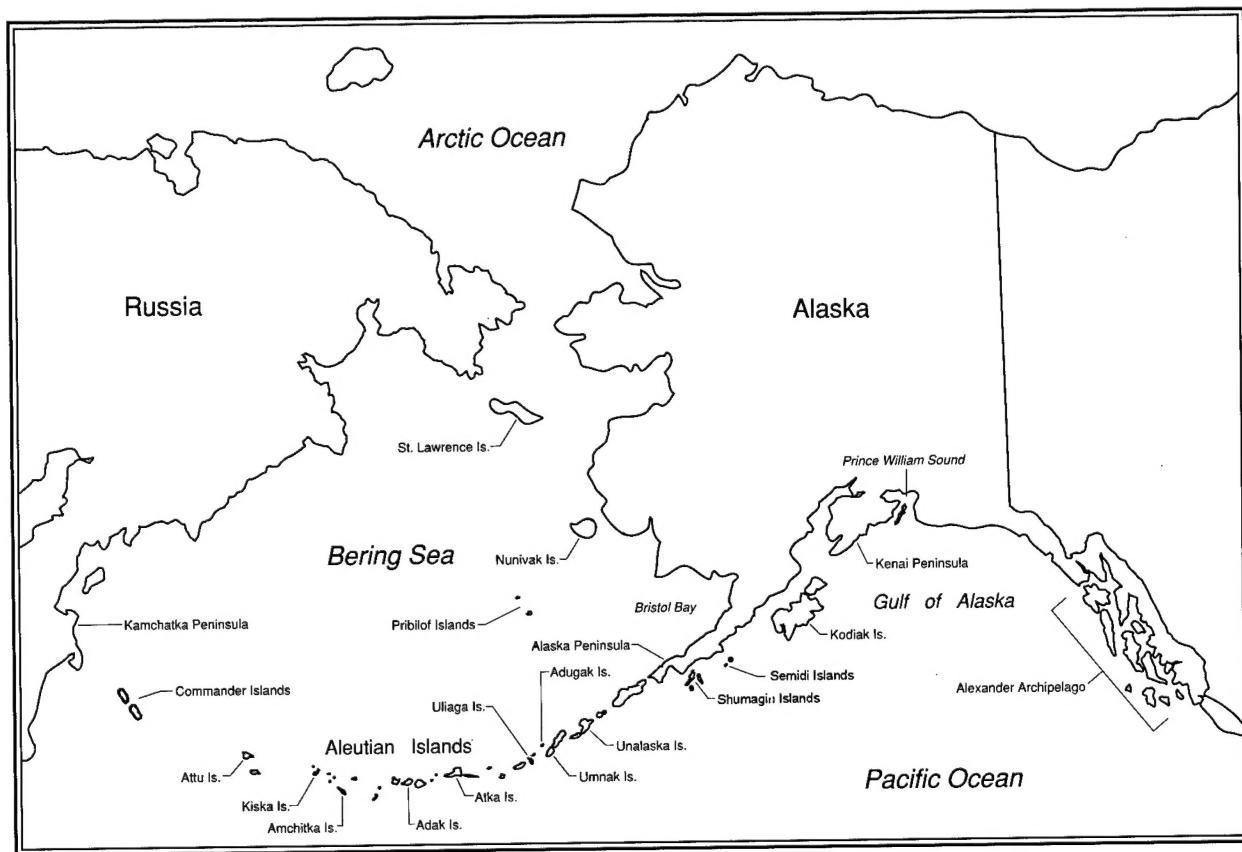 Arctic Ocean
Russia
Alaska
St. Lawrence Is.
Prince William Sound
Bering Sea
Nunivak Is.
Kenai Peninsula
Bristol Bay
Gulf of Alaska
Pribilof Islands
Kamchatka Peninsula
Kodiak Is.
Alaska Peninsula
Adugak Is.
Semidi Islands
Commander Islands
Shumagin Islands
Alexander Archipelago
Uliaga Is.
Aleutian Islands
Unalaska Is.
Attu Is.
Umnak Is.
Pacific Ocean
Kiska Is.
Atka Is.
Amchitka Is.
Adak Is.